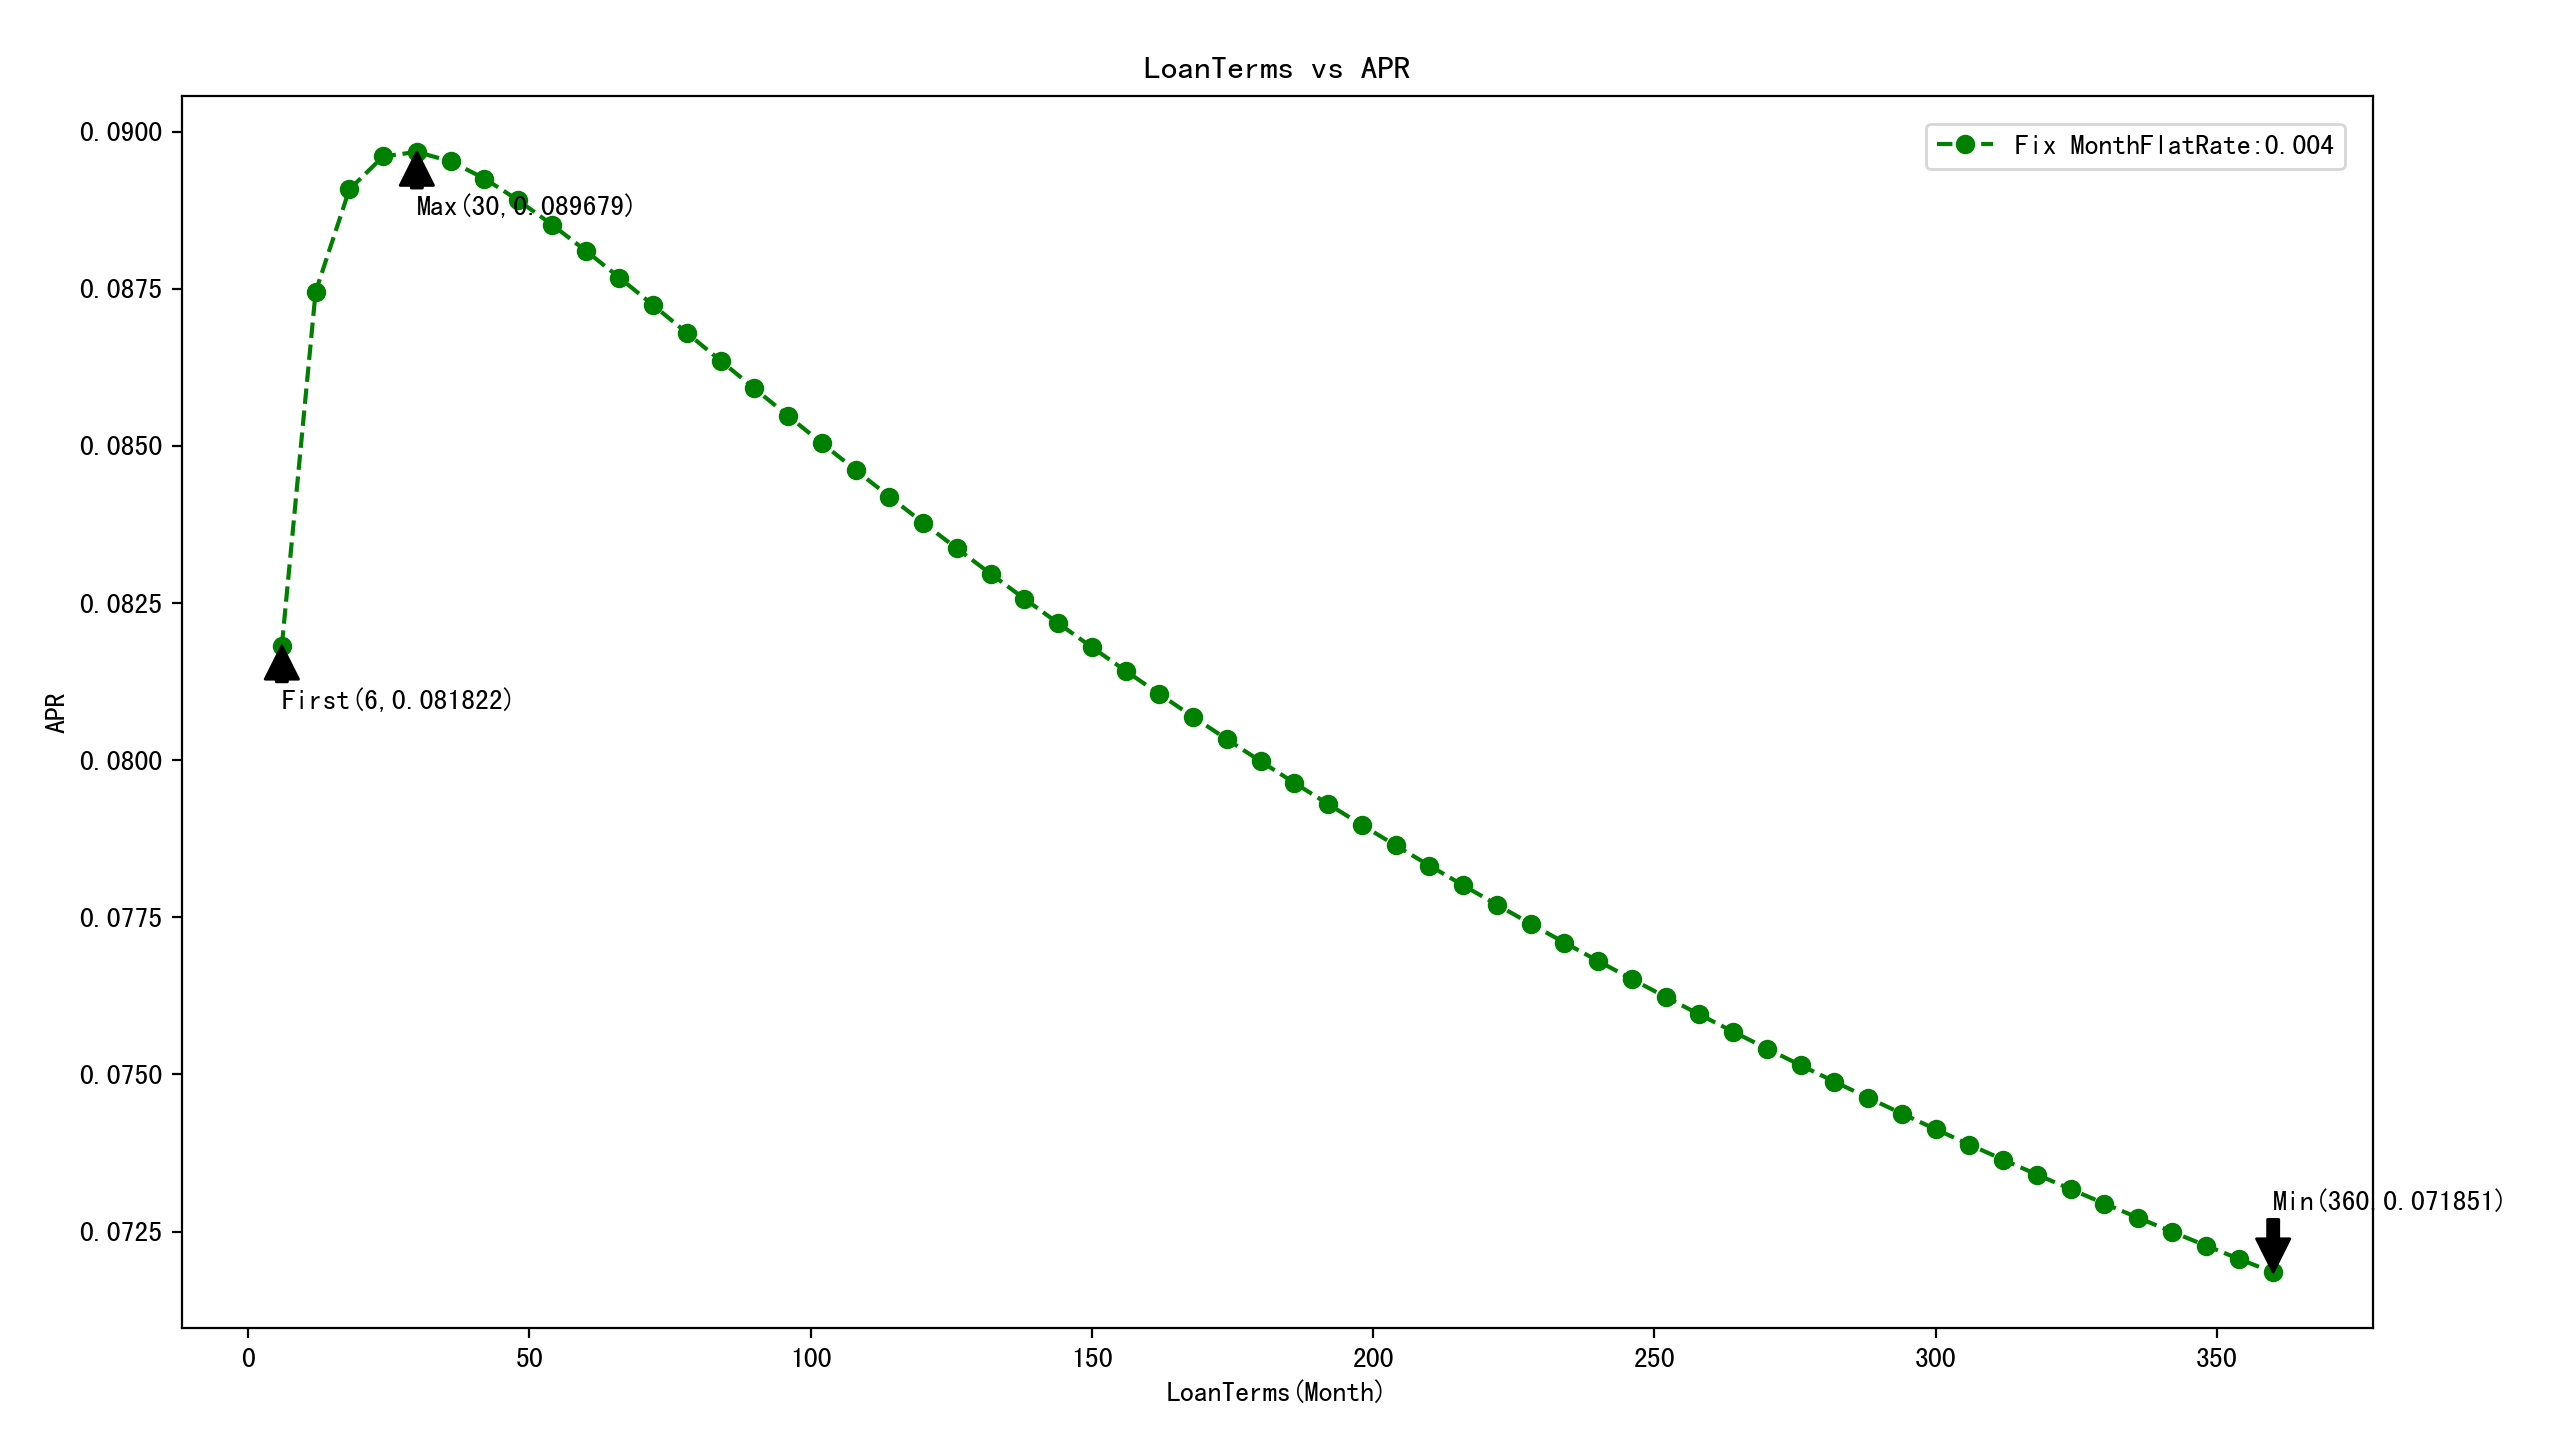 LoanTerms vs APR
Fix MonthFlatRate:0.004
0.0900
0.0875
0.0850
0.0825
0.0800
0.0775
0.0750
0.0725
APR
Max(30,0.089679)
First(6,0.081822)
Min(360,0.071851)
0 50 100 150 200 250 300 350
LoanTerms(Month)